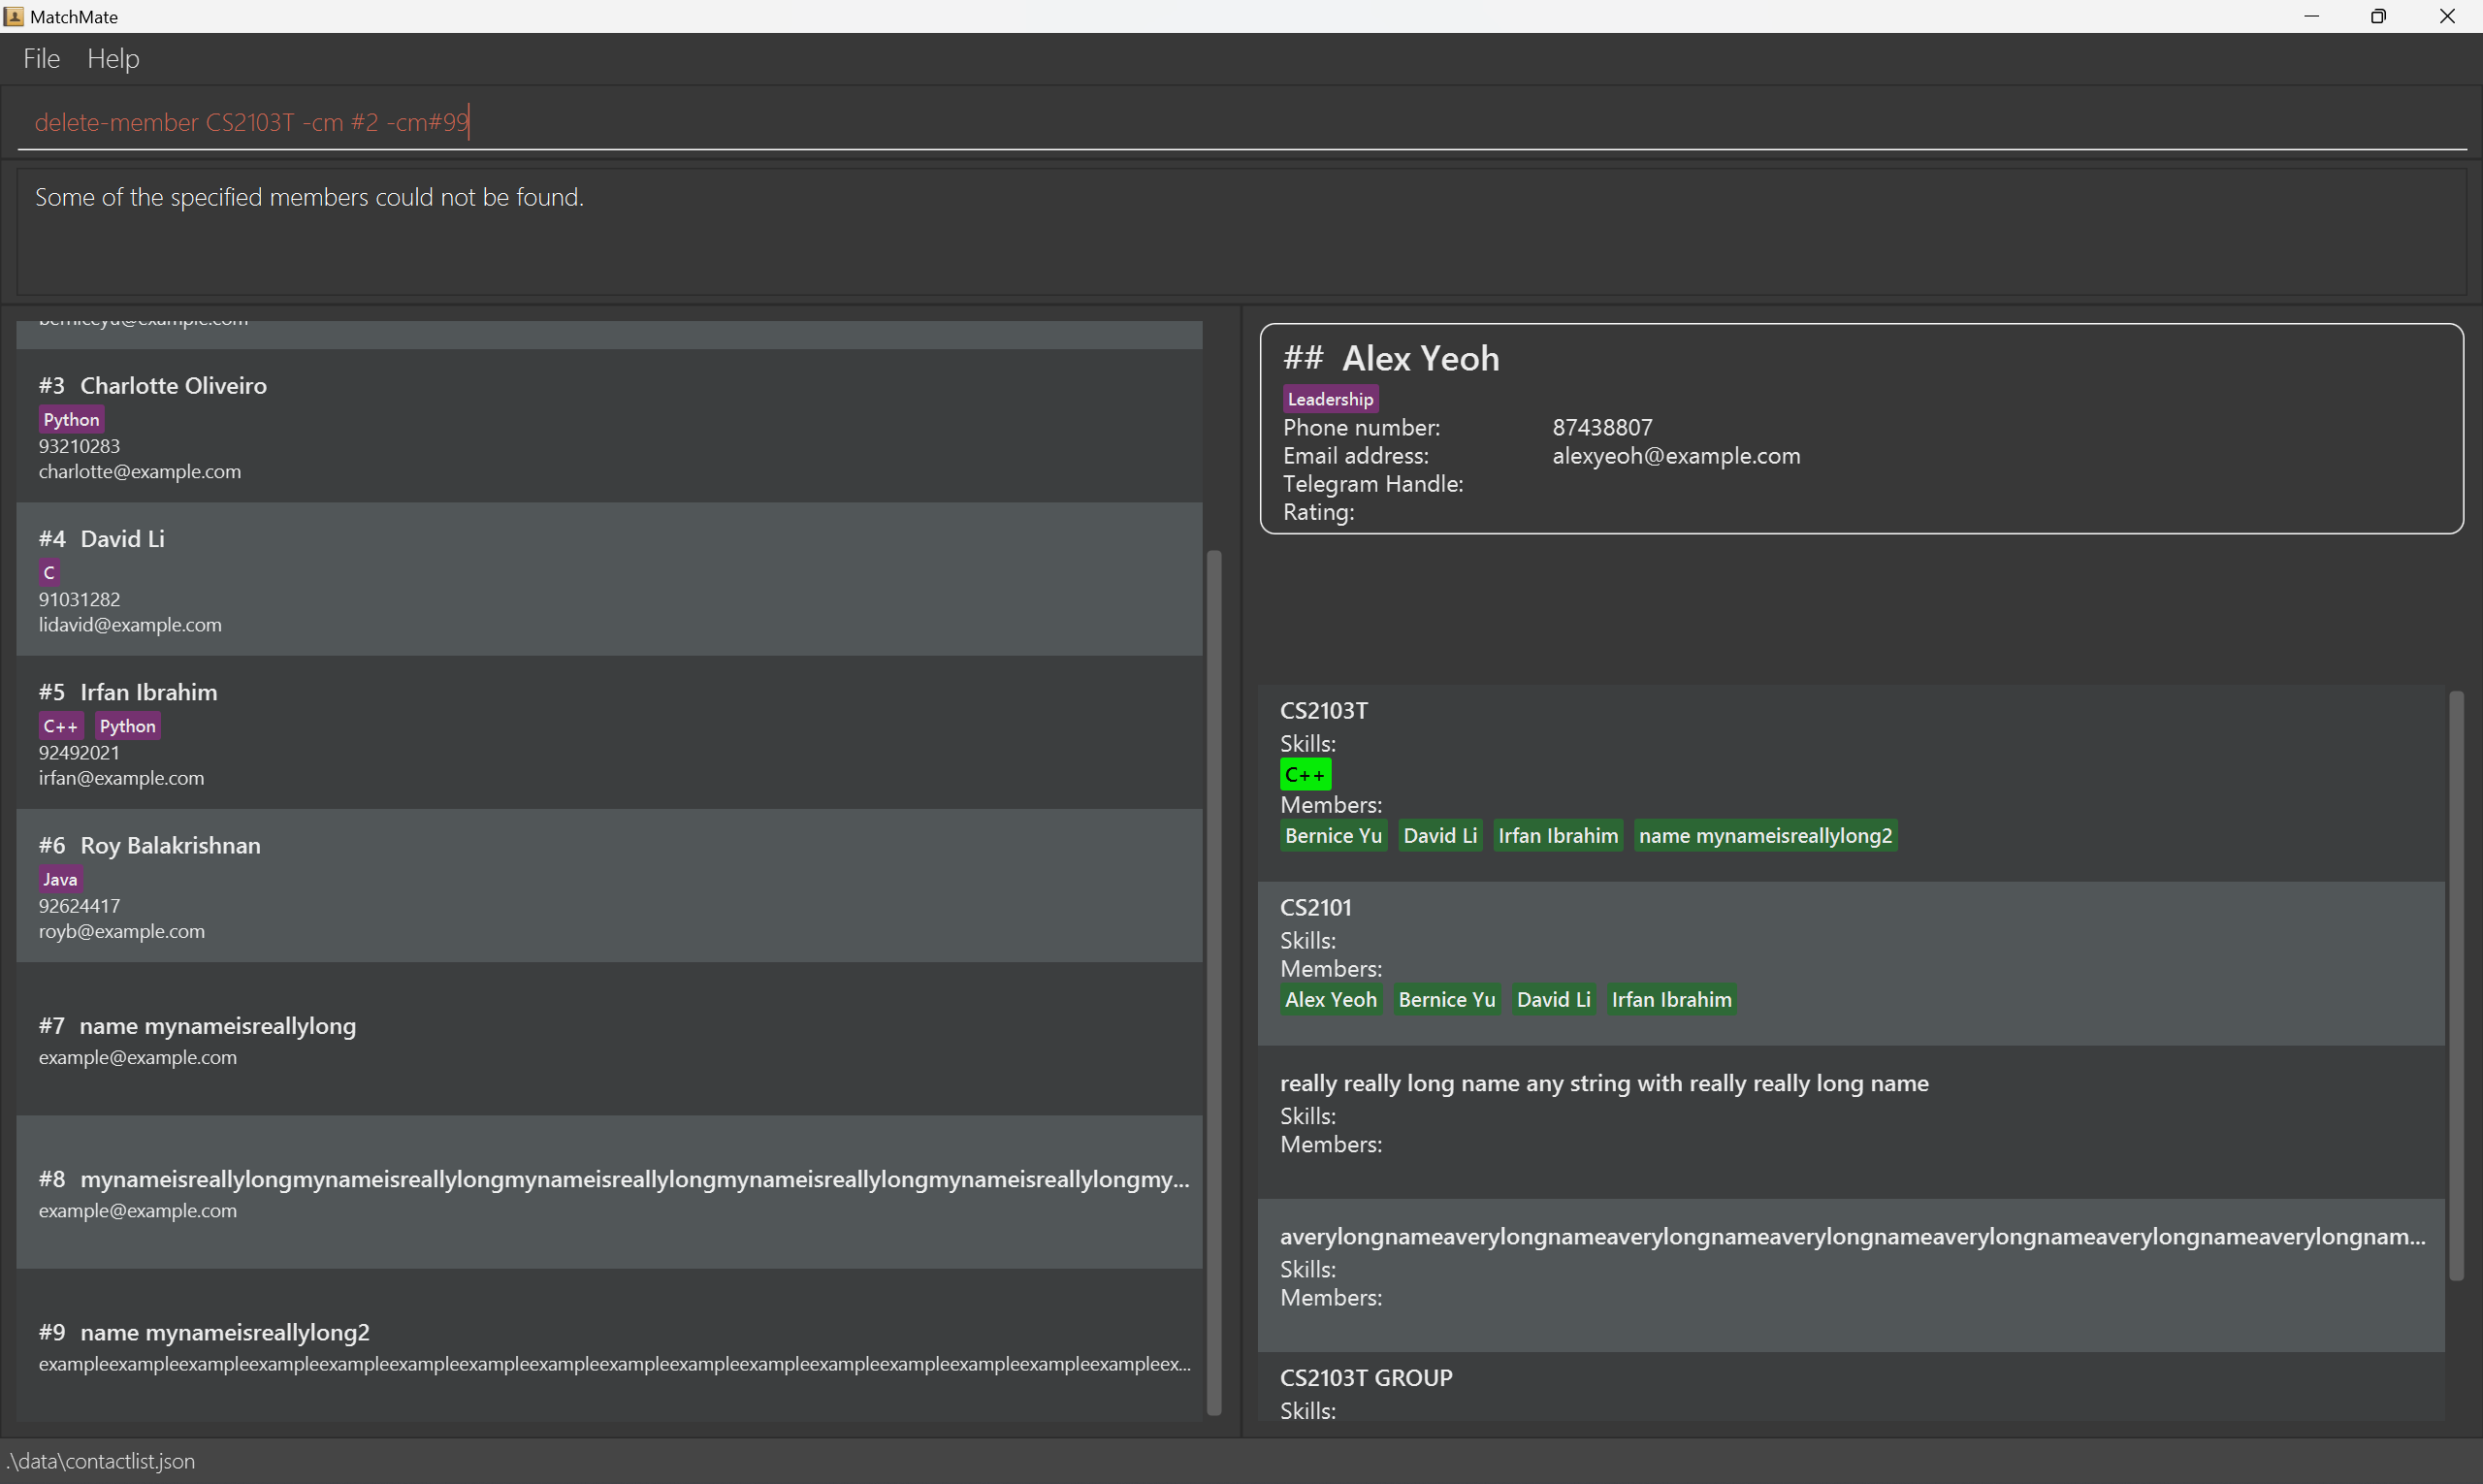 MatchMate
File Help
delete-member CS2103T -cm #2 -cm#99
Some of the specified members could not be found.
berniceyu@example.com
#3 Charlotte Oliveiro
Python
93210283
charlotte@example.com
#4 David Li
C
91031282
lidavid@example.com
#5 Irfan Ibrahim
C++ Python
92492021
irfan@example.com
#6 Roy Balakrishnan
Java
92624417
royb@example.com
#7 name mynameisreallylong
example@example.com
#8 mynameisreallylongmynameisreallylongmynameisreallylongmynameisreallylongmynameisreallylongmy...
example@example.com
#9 name mynameisreallylong2
exampleexampleexampleexampleexampleexampleexampleexampleexampleexampleexampleexampleexampleexampleexampleexampleex...
## Alex Yeoh
Leadership
Phone number: 87438807
Email address: alexyeoh@example.com
Telegram Handle:
Rating:
CS2103T
Skills:
C++
Members:
Bernice Yu David Li Irfan Ibrahim name mynameisreallylong2
CS2101
Skills:
Members:
Alex Yeoh Bernice Yu David Li Irfan Ibrahim
really really long name any string with really really long name
Skills:
Members:
averylongnameaverylongnameaverylongnameaverylongnameaverylongnameaverylongnameaverylongnam...
Skills:
Members:
CS2103T GROUP
Skills:
.\data\contactlist.json